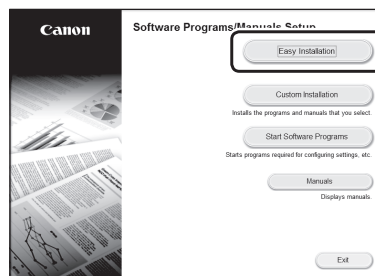 Canon
Software Programs/Manuals Setup
Easy Installation
Custom Installation
Installs the programs and manuals that you select.
Start Software Programs
Starts programs required for configuring settings, etc.
Manuals
Displays manuals.
Exit